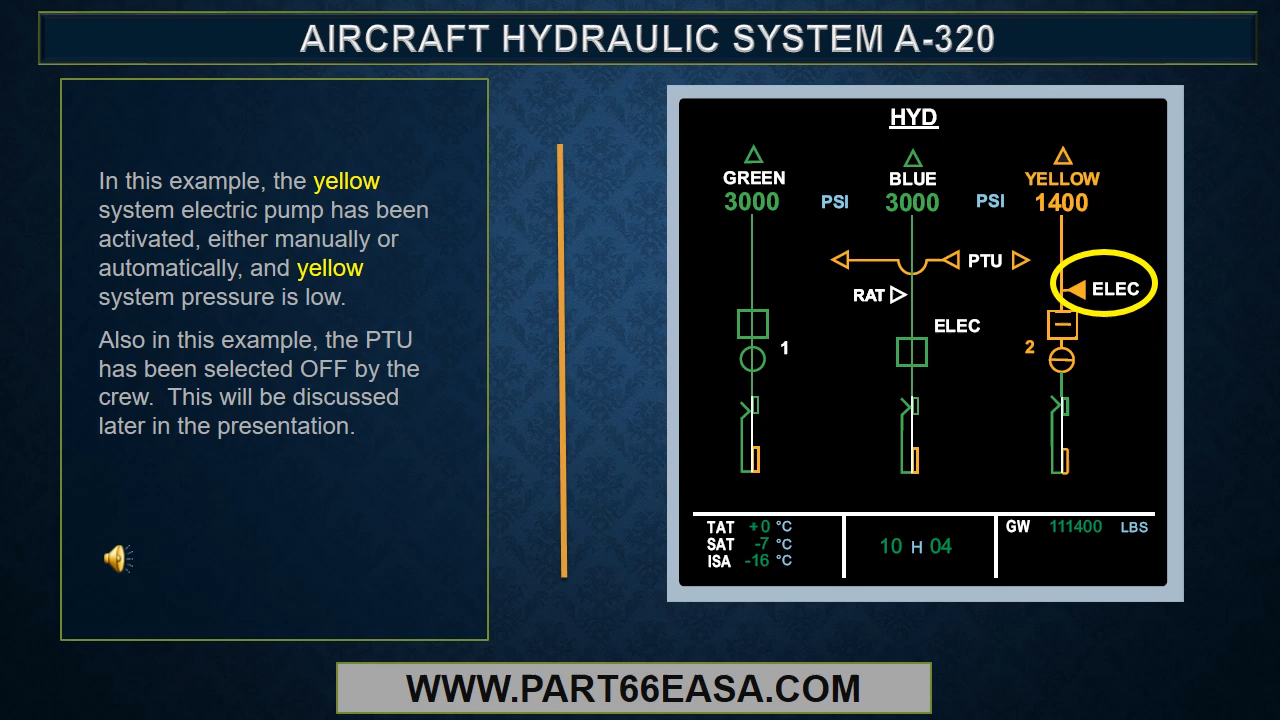 AIRCRAFT HYDRAULIC SYSTEM A-320
In this example, the yellow
system electric pump has been
activated, either manually or
automatically, and yellow
system pressure is low.
Also in this example, the PTU
has been selected OFF by the
crew.  This will be discussed
later in the presentation.
HYD
GREEN BLUE YELLOW
3000 PSI 3000 PSI 1400
PTU
ELEC
RAT
ELEC
1 2
TAT +0 °C
SAT -7 °C
ISA -16 °C
10 H 04
GW 111400 LBS
WWW.PART66EASA.COM